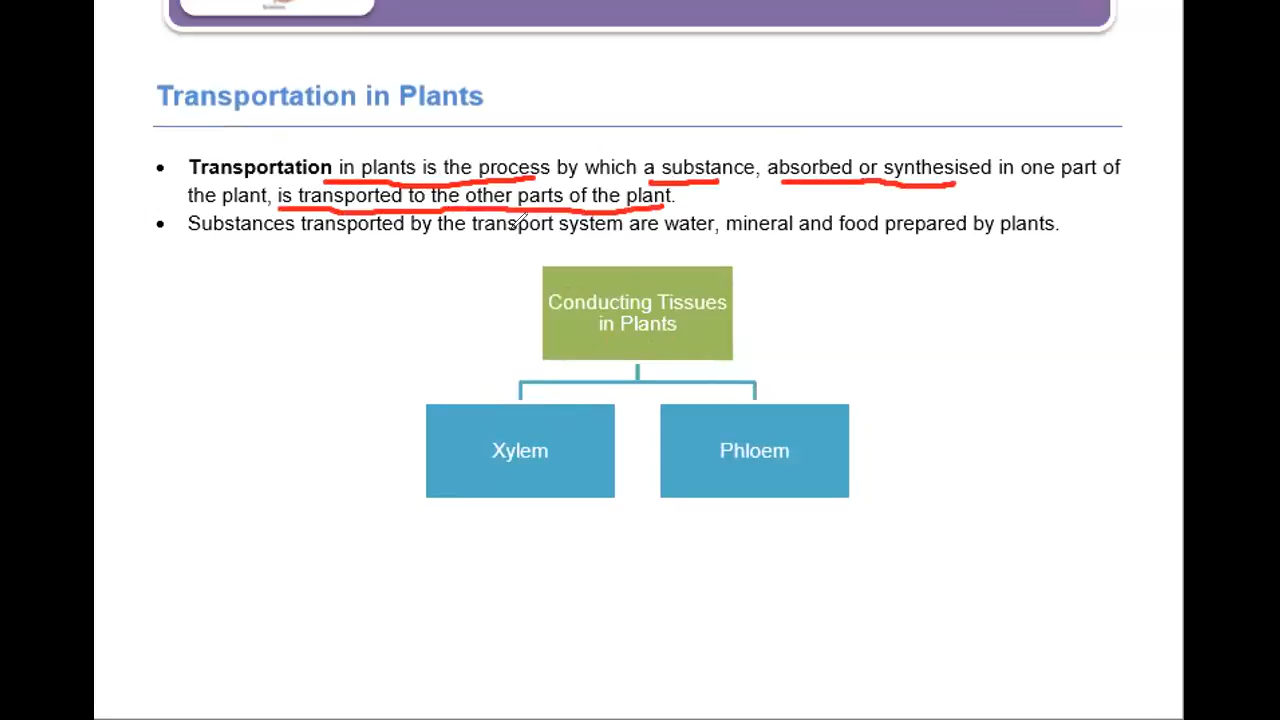 Transportation in Plants
• Transportation in plants is the process by which a substance, absorbed or synthesised in one part of
the plant, is transported to the other parts of the plant.
• Substances transported by the transport system are water, mineral and food prepared by plants.
Conducting Tissues
in Plants
Xylem
Phloem